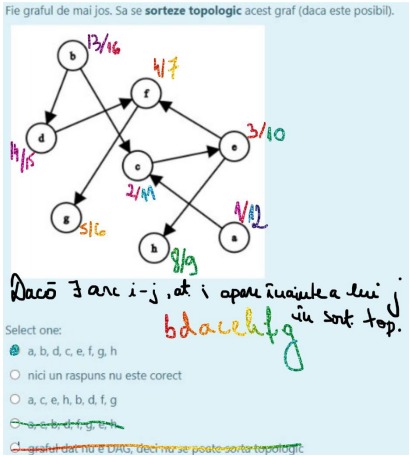 Fie graful de mai jos. Sa se sorteze topologic acest graf (daca este posibil).
b 13/16
4/7
f
d
14/15
3/10
e
c
2/11
g 5/6
1/12
a
h 8/9
Dacă ∃ arc i-j, at. i apare înainte a lui j
în sort. top.
bdacehfg
Select one:
a, b, d, c, e, f, g, h
nici un raspuns nu este corect
a, c, e, h, b, d, f, g
a, c, b, d, f, g, e, h
graful dat nu e DAG, deci nu se poate sorta topologic